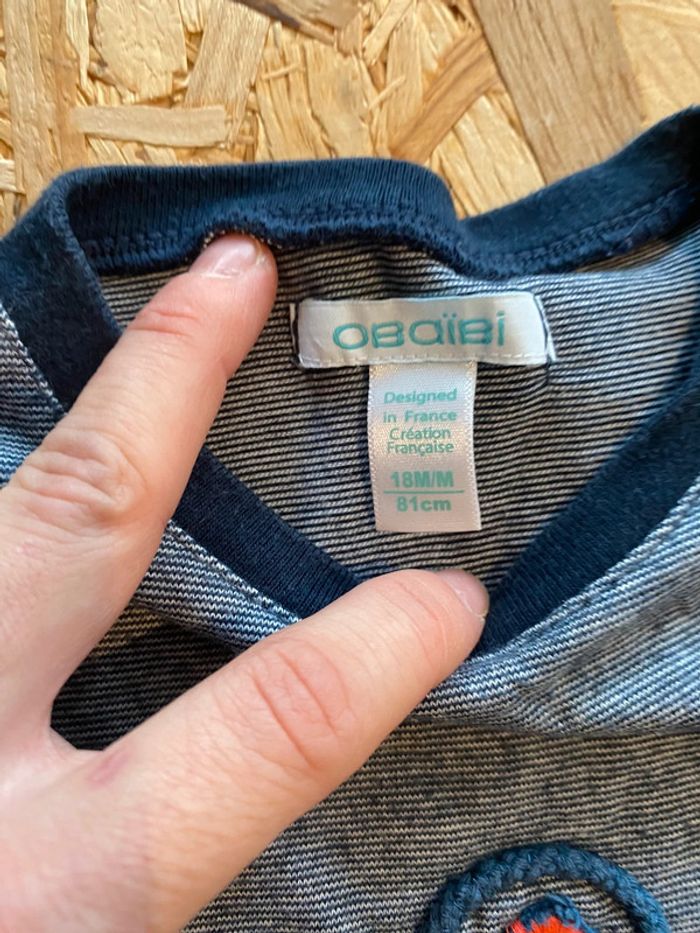 OBAÏBI
Designed
in France
Création
Française
18M/M
81cm